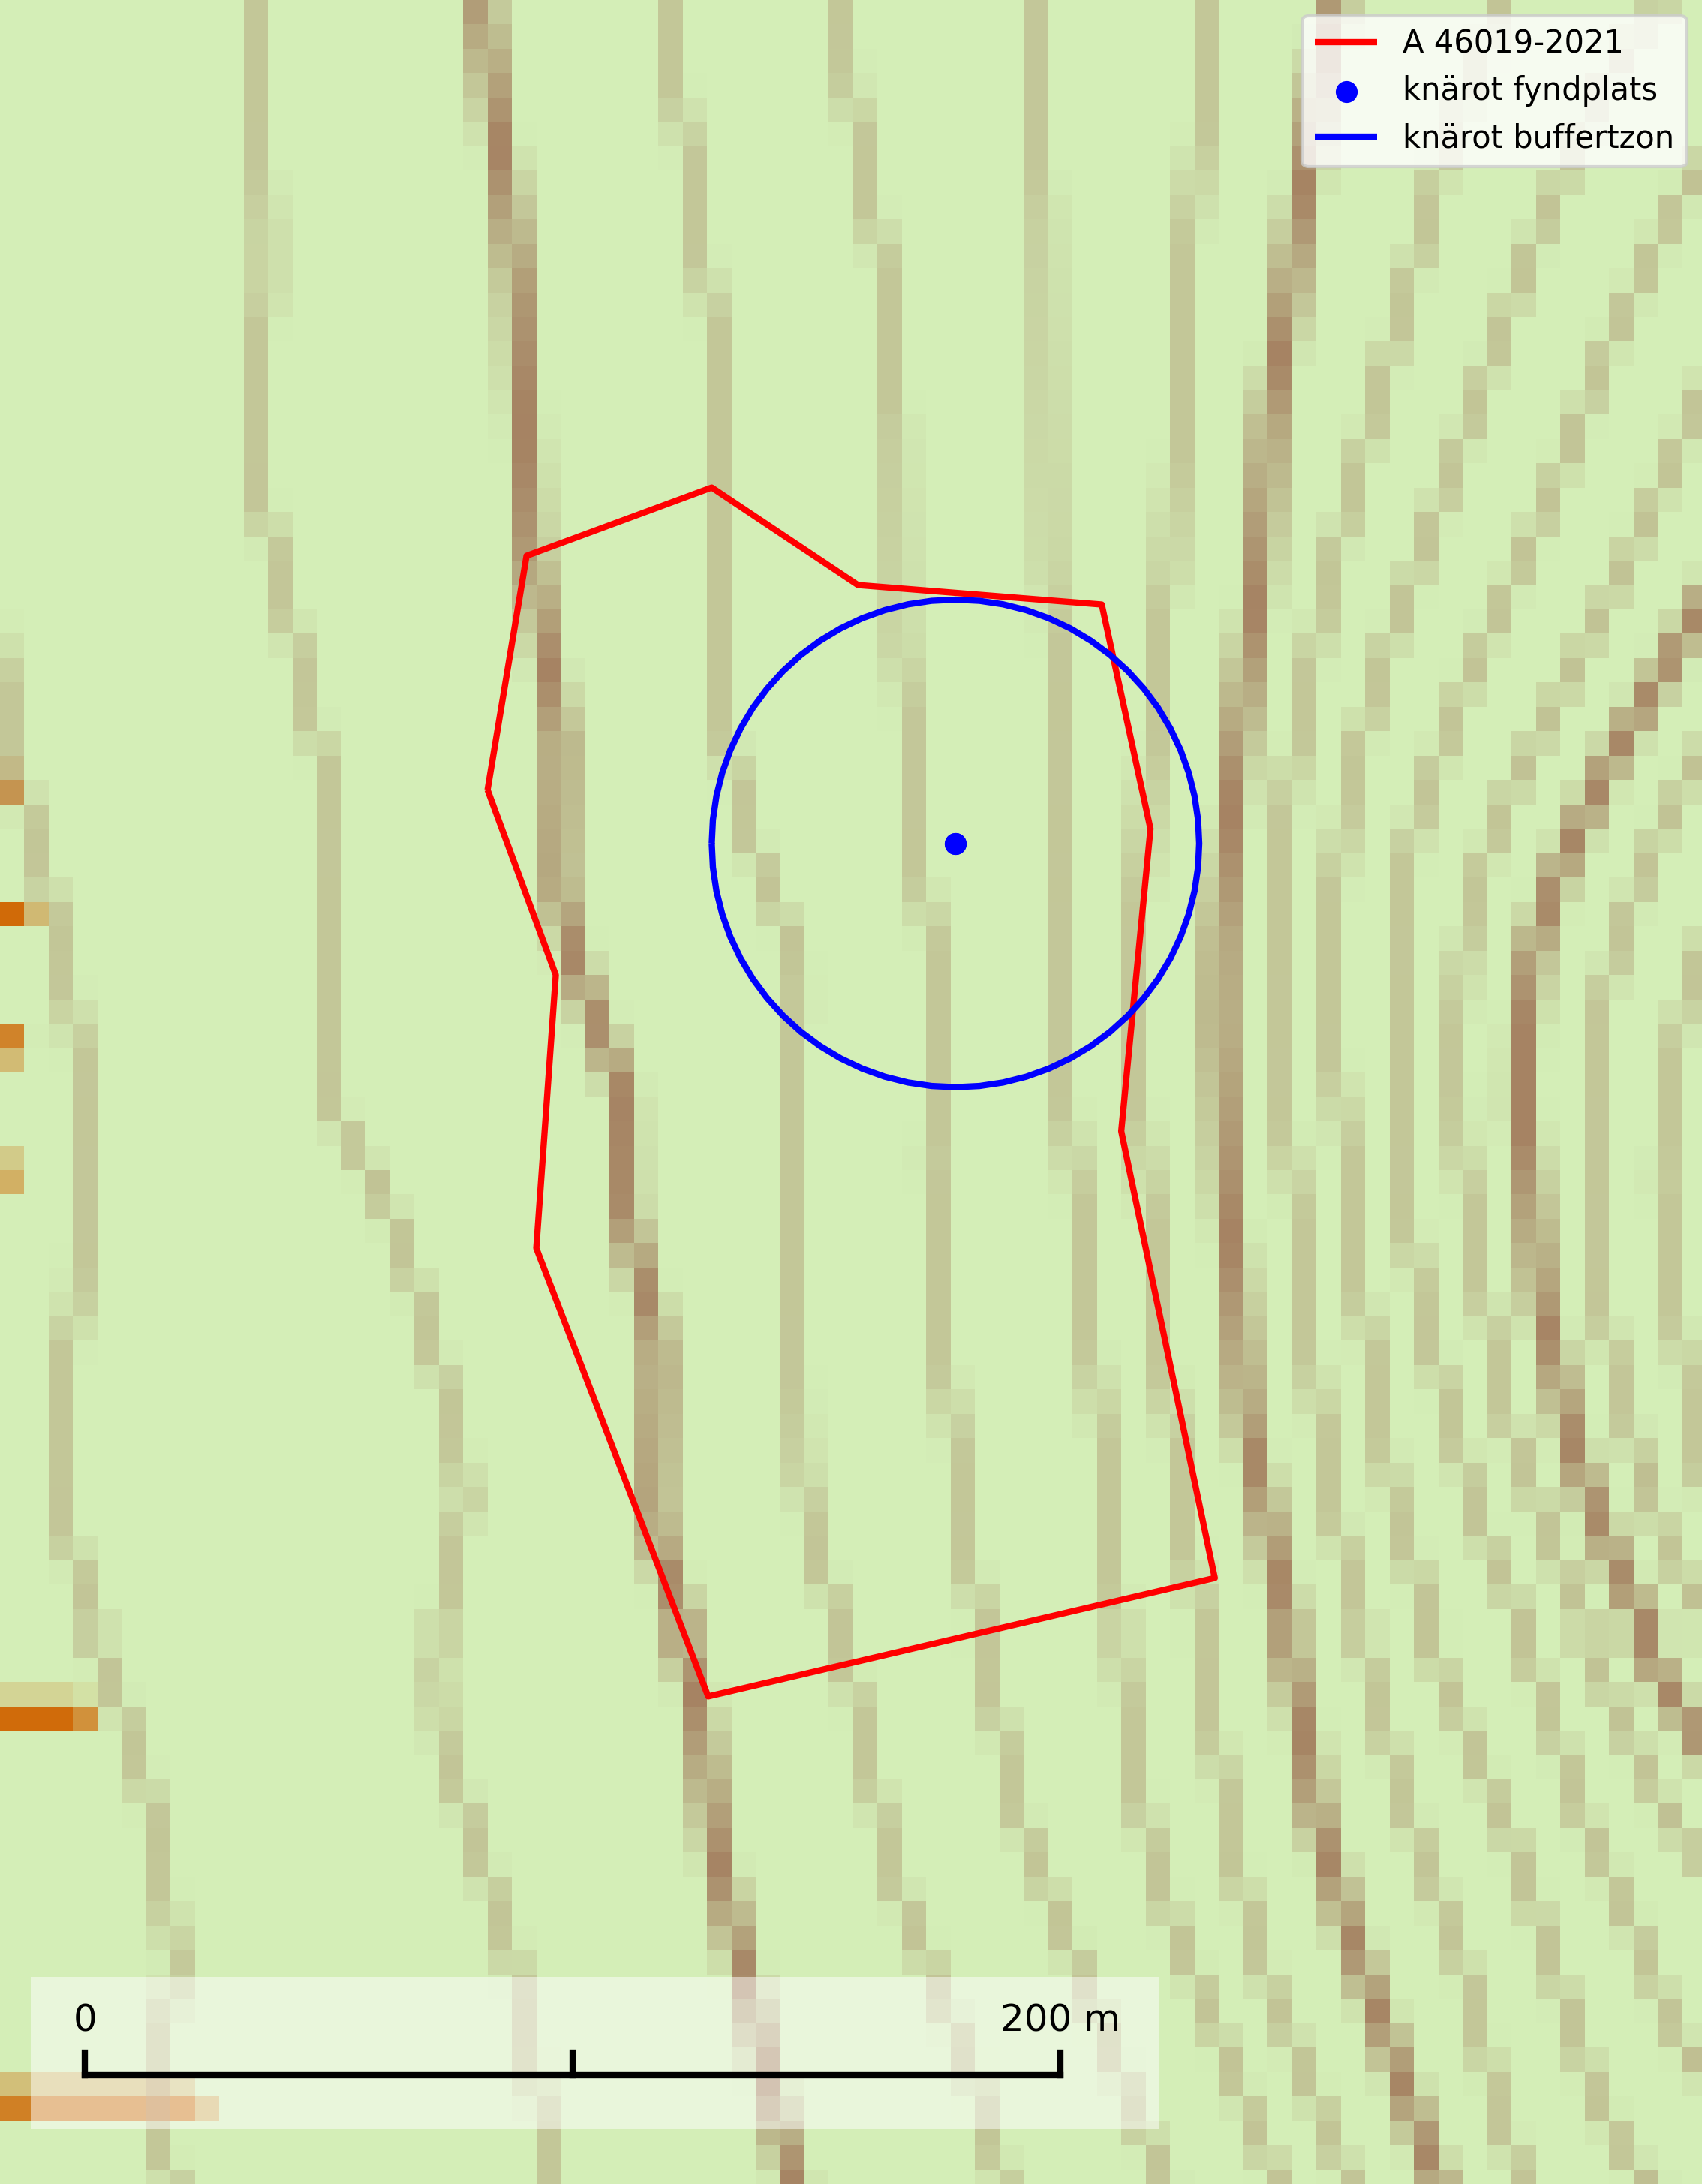 A 46019-2021
knärot fyndplats
knärot buffertzon
0
200 m